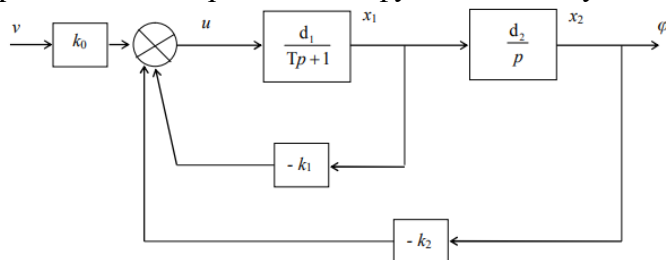 v k₀ u d₁ x₁ d₂ x₂ φ
Tp + 1 p
- k₁
- k₂